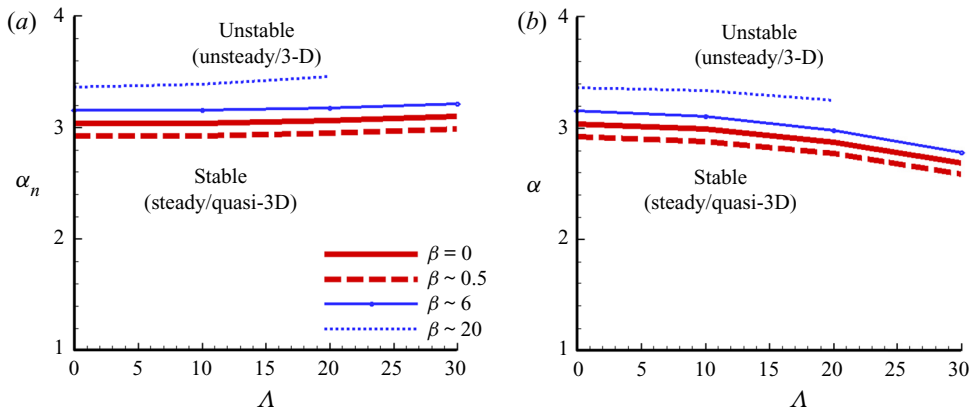 (a)
4
3
2
1
αn
Unstable
(unsteady/3-D)
Stable
(steady/quasi-3D)
β = 0
β ~ 0.5
β ~ 6
β ~ 20
0 5 10 15 20 25 30
Λ
(b)
4
3
2
1
α
Unstable
(unsteady/3-D)
Stable
(steady/quasi-3D)
0 5 10 15 20 25 30
Λ